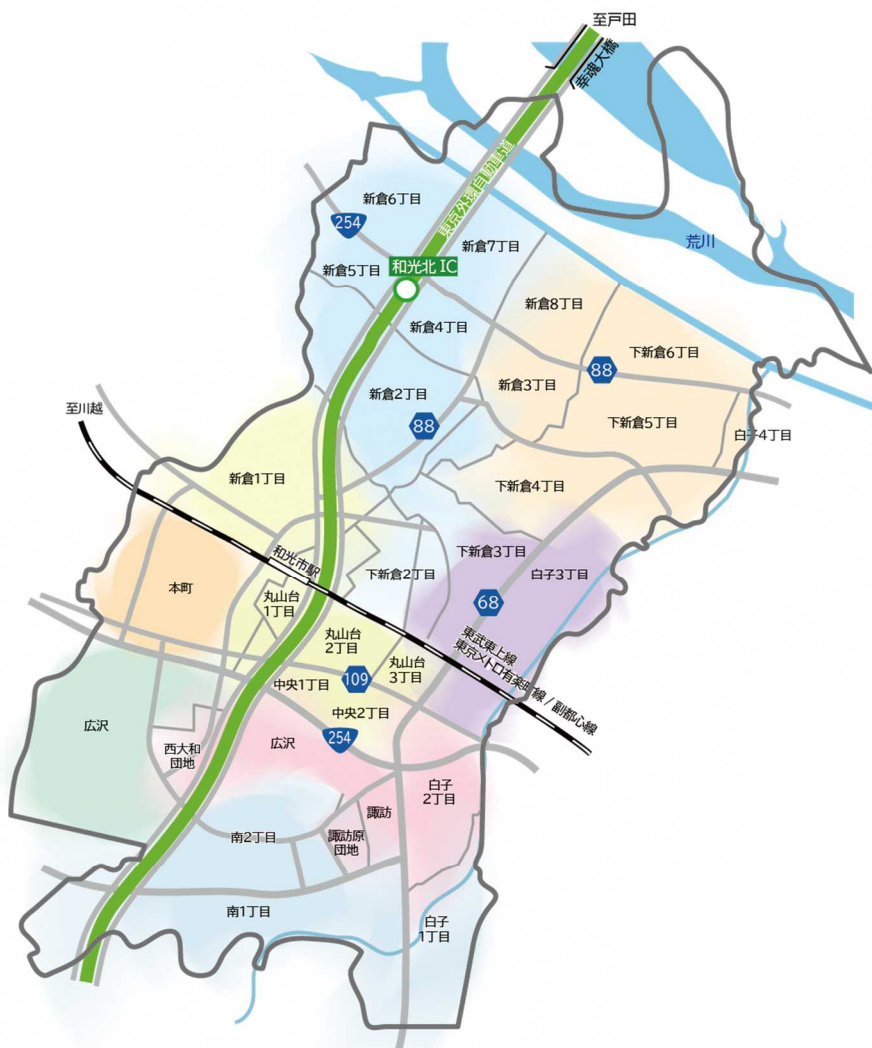 至戸田
幸魂大橋
東京外環自動車道
新倉6丁目
254
新倉7丁目
荒川
新倉5丁目
和光北 IC
新倉8丁目
新倉4丁目
下新倉6丁目
88
新倉3丁目
新倉2丁目
88
下新倉5丁目
白子4丁目
至川越
新倉1丁目
下新倉4丁目
下新倉3丁目
和光市駅
下新倉2丁目
白子3丁目
本町
丸山台
1丁目
68
丸山台
2丁目
東武東上線
東京メトロ有楽町線 / 副都心線
丸山台
3丁目
中央1丁目
109
中央2丁目
広沢
254
広沢
西大和
団地
白子
2丁目
諏訪
南2丁目
諏訪原
団地
南1丁目
白子
1丁目